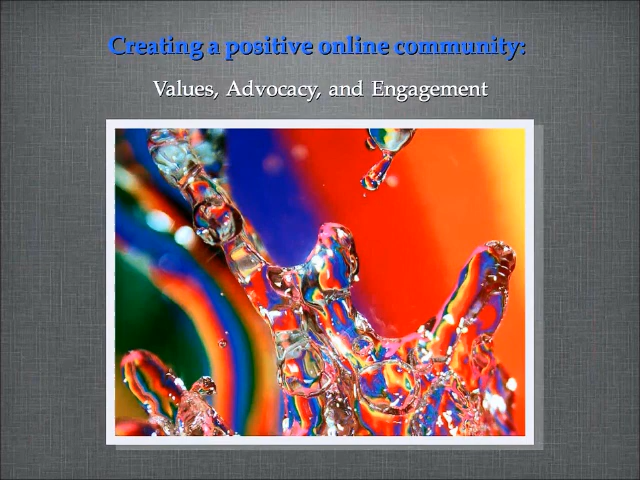 Creating a positive online community:
Values, Advocacy, and Engagement